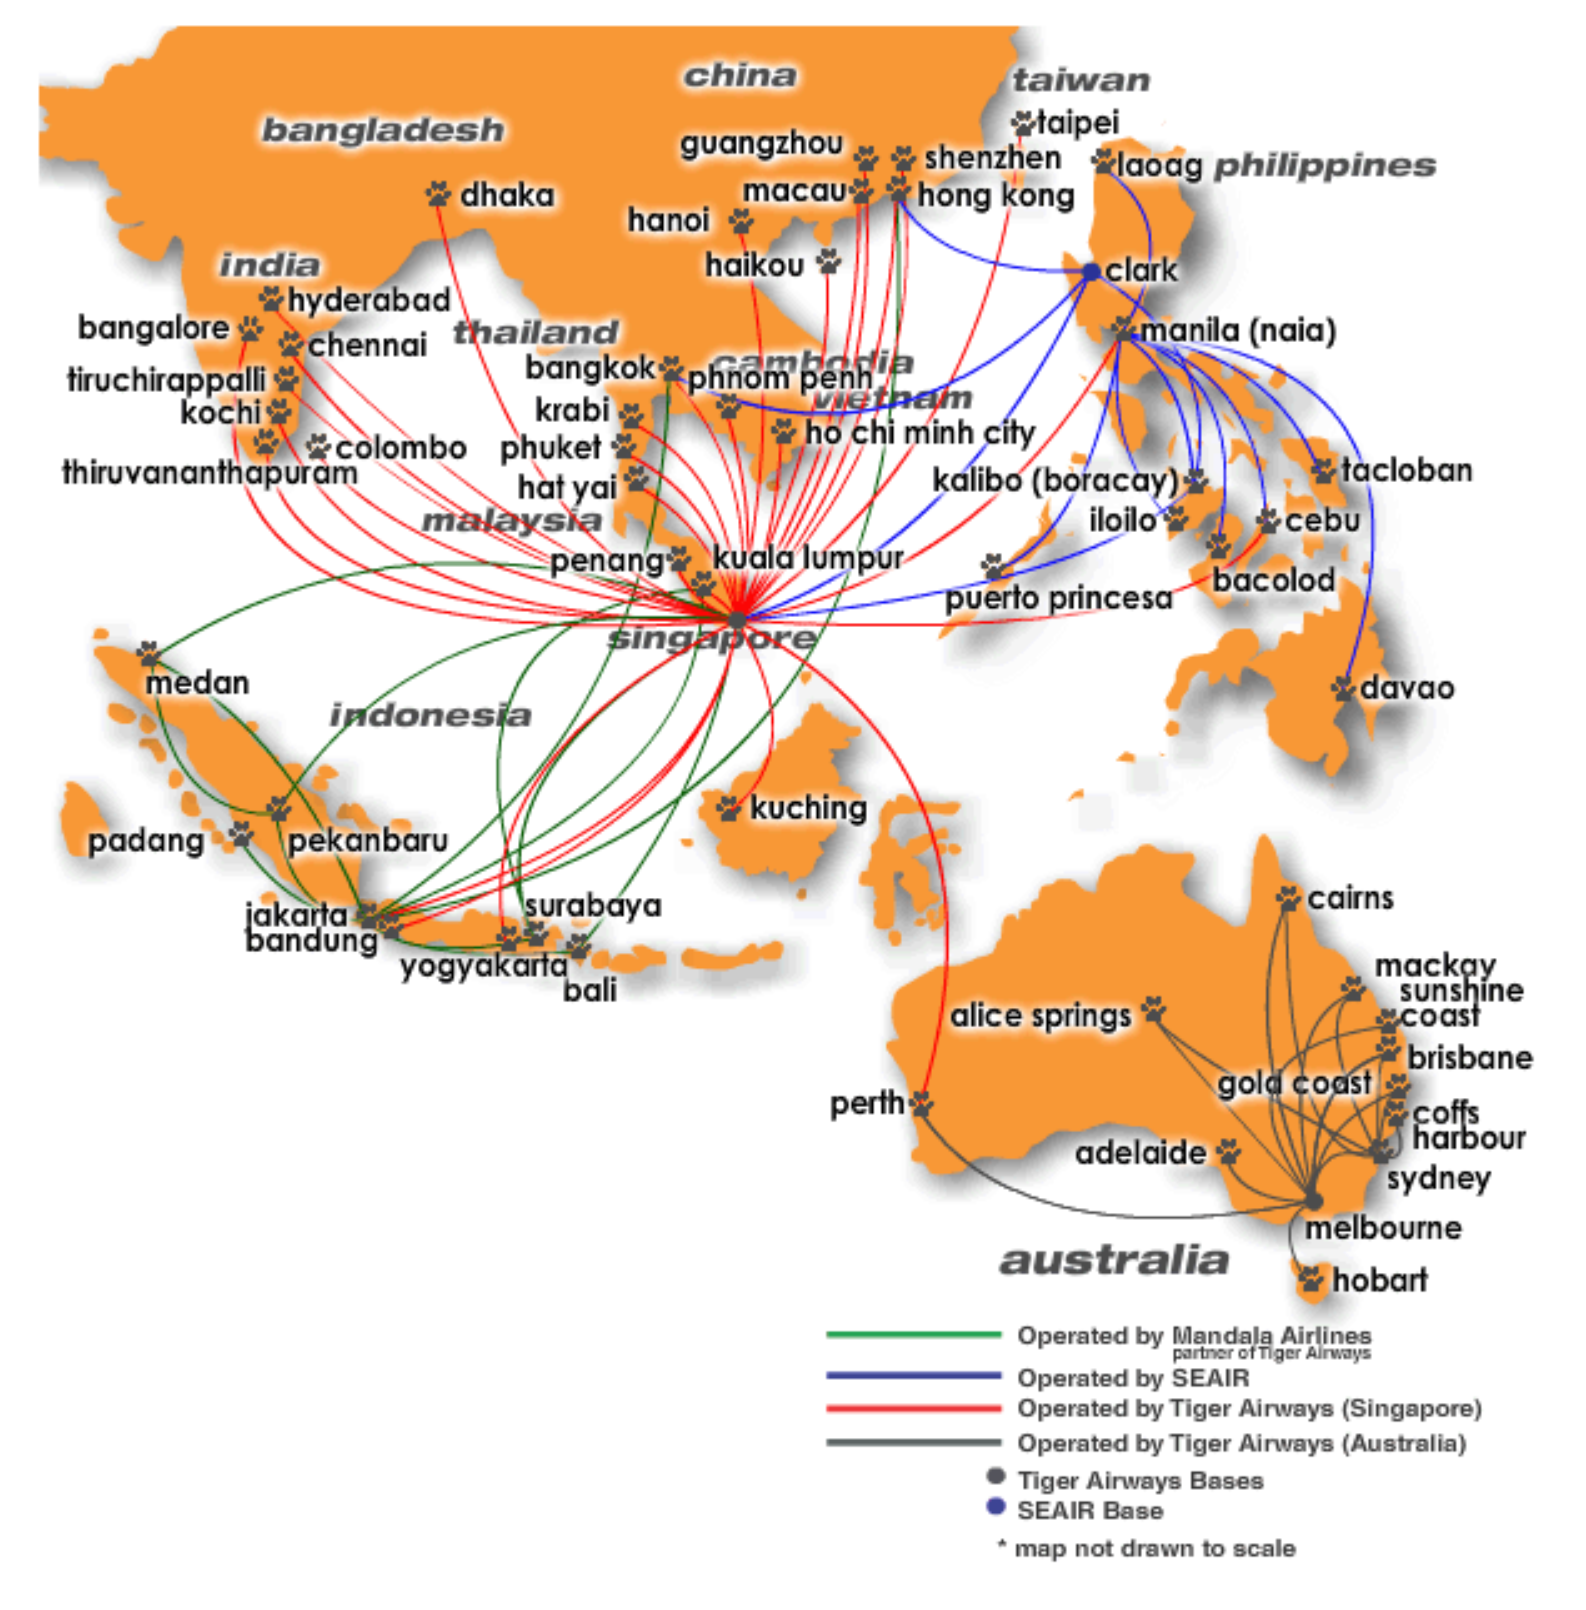 china
taiwan
taipei
bangladesh
guangzhou
shenzhen
laoag
philippines
dhaka
macau
hong kong
hanoi
haikou
india
clark
hyderabad
bangalore
chennai
thailand
manila (naia)
cambodia
bangkok
phnom penh
tiruchirappalli
vietnam
kochi
krabi
ho chi minh city
colombo
phuket
thiruvananthapuram
tacloban
kalibo (boracay)
hat yai
malaysia
iloilo
cebu
penang
kuala lumpur
bacolod
puerto princesa
singapore
medan
davao
indonesia
kuching
padang
pekanbaru
cairns
surabaya
jakarta
bandung
yogyakarta
mackay
bali
sunshine
coast
alice springs
brisbane
gold coast
perth
coffs
harbour
adelaide
sydney
melbourne
australia
hobart
Operated by Mandala Airlines
partner of Tiger Airways
Operated by SEAIR
Operated by Tiger Airways (Singapore)
Operated by Tiger Airways (Australia)
Tiger Airways Bases
SEAIR Base
* map not drawn to scale